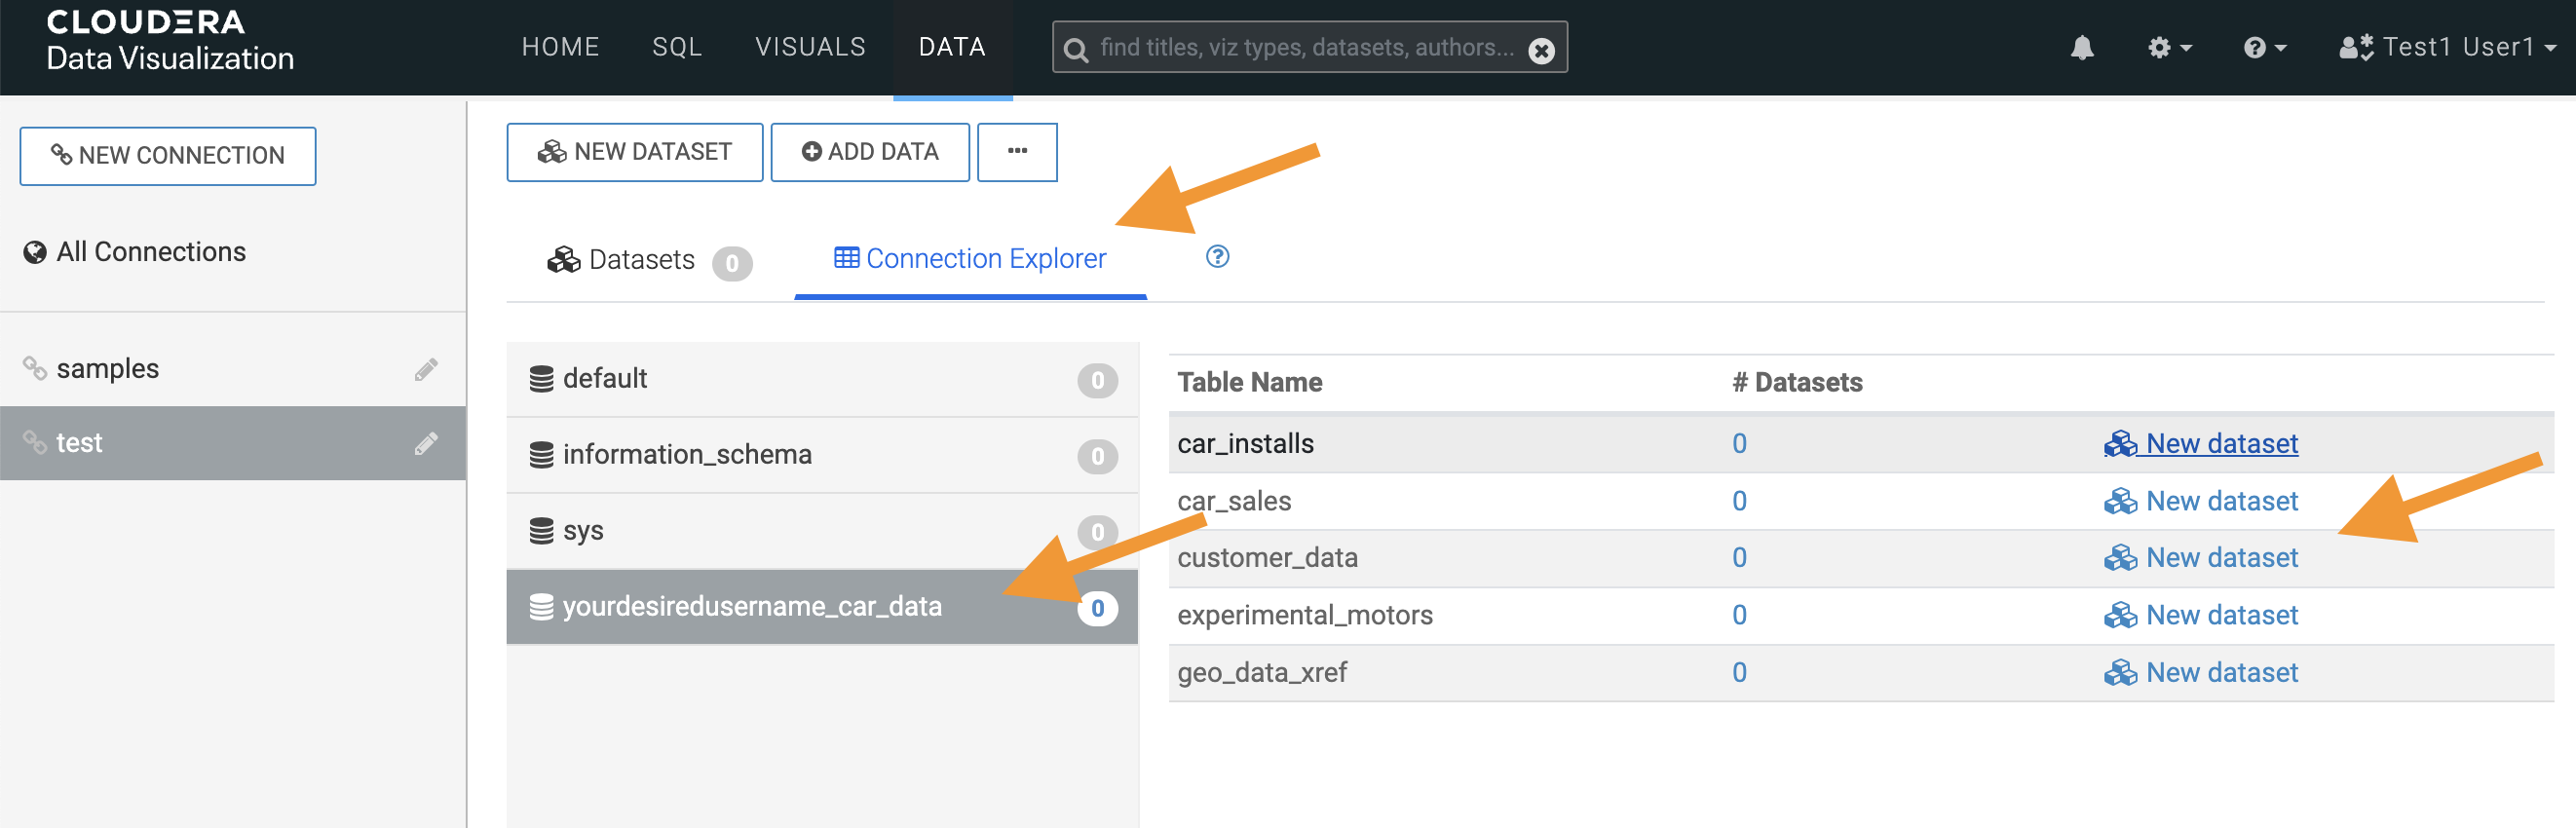 CLOUDERA
Data Visualization
HOME SQL VISUALS DATA
find titles, viz types, datasets, authors...
Test1 User1
NEW CONNECTION
All Connections
samples
test
NEW DATASET ADD DATA ...
Datasets 0 Connection Explorer ?
default 0
information_schema 0
sys 0
yourdesiredusername_car_data 0
Table Name # Datasets
car_installs 0 New dataset
car_sales 0 New dataset
customer_data 0 New dataset
experimental_motors 0 New dataset
geo_data_xref 0 New dataset